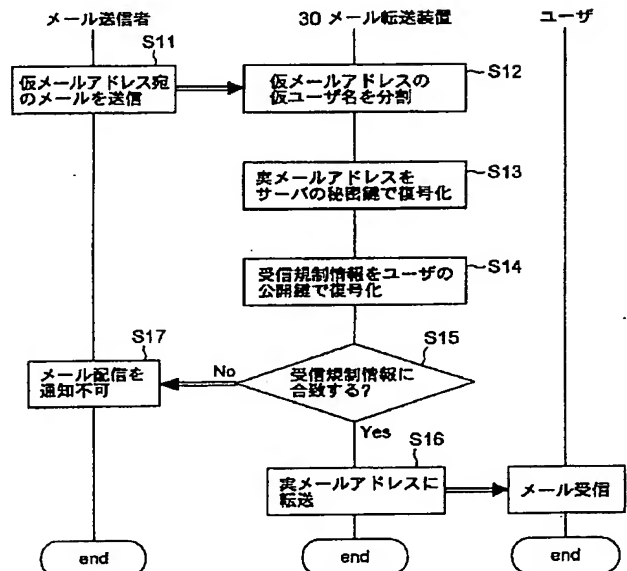 メール送信者
30 メール転送装置
ユーザ
S11
仮メールアドレス宛
のメールを送信
S12
仮メールアドレスの
仮ユーザ名を分割
S13
実メールアドレスを
サーバの秘密鍵で復号化
S14
受信規制情報をユーザの
公開鍵で復号化
S15
受信規制情報に
合致する?
No
Yes
S17
メール配信を
通知不可
S16
実メールアドレスに
転送
メール受信
end
end
end